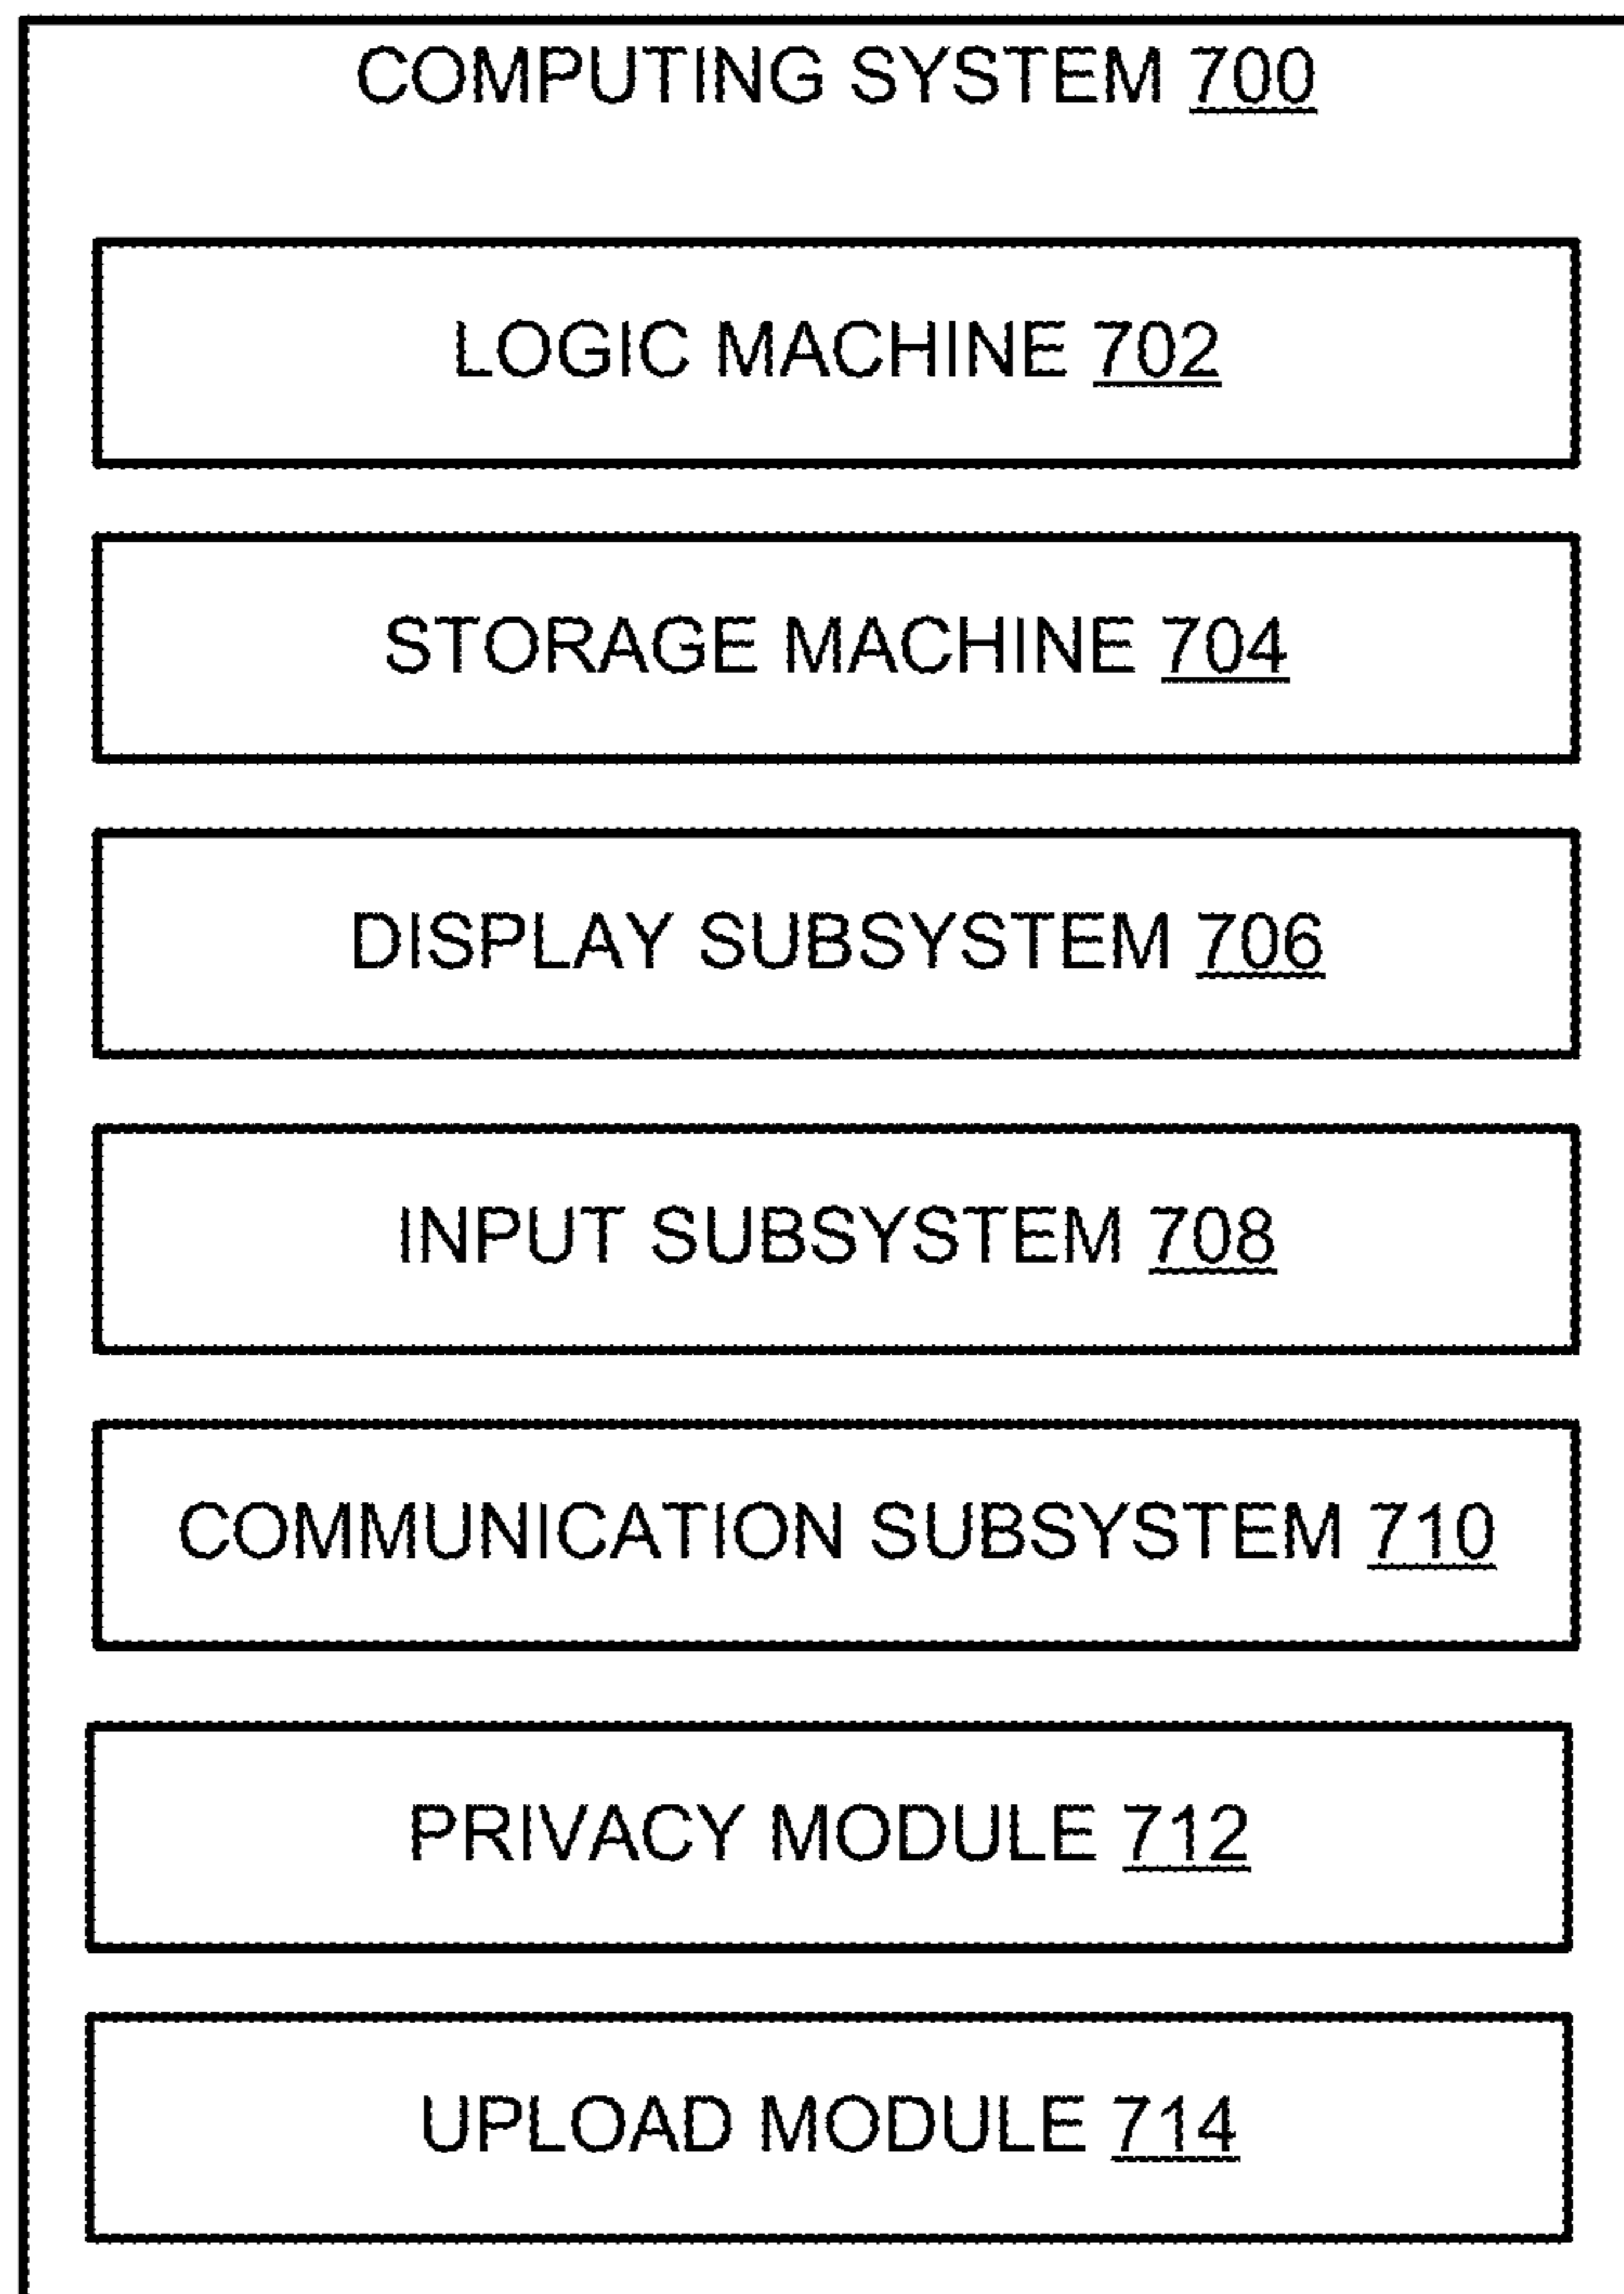 COMPUTING SYSTEM 700
LOGIC MACHINE 702
STORAGE MACHINE 704
DISPLAY SUBSYSTEM 706
INPUT SUBSYSTEM 708
COMMUNICATION SUBSYSTEM 710
PRIVACY MODULE 712
UPLOAD MODULE 714